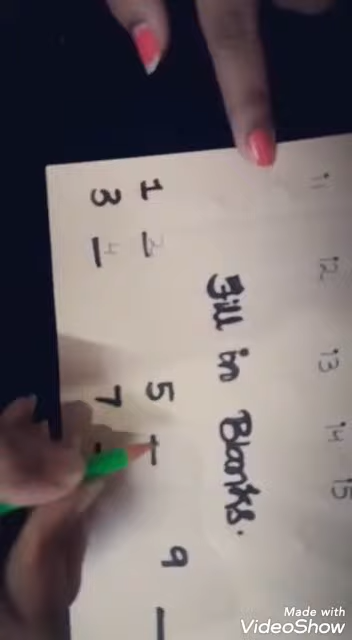 11 12 13 14 15
Fill in Blanks.
1 2 5 _ 9 _
3 4 7 _
Made with
VideoShow